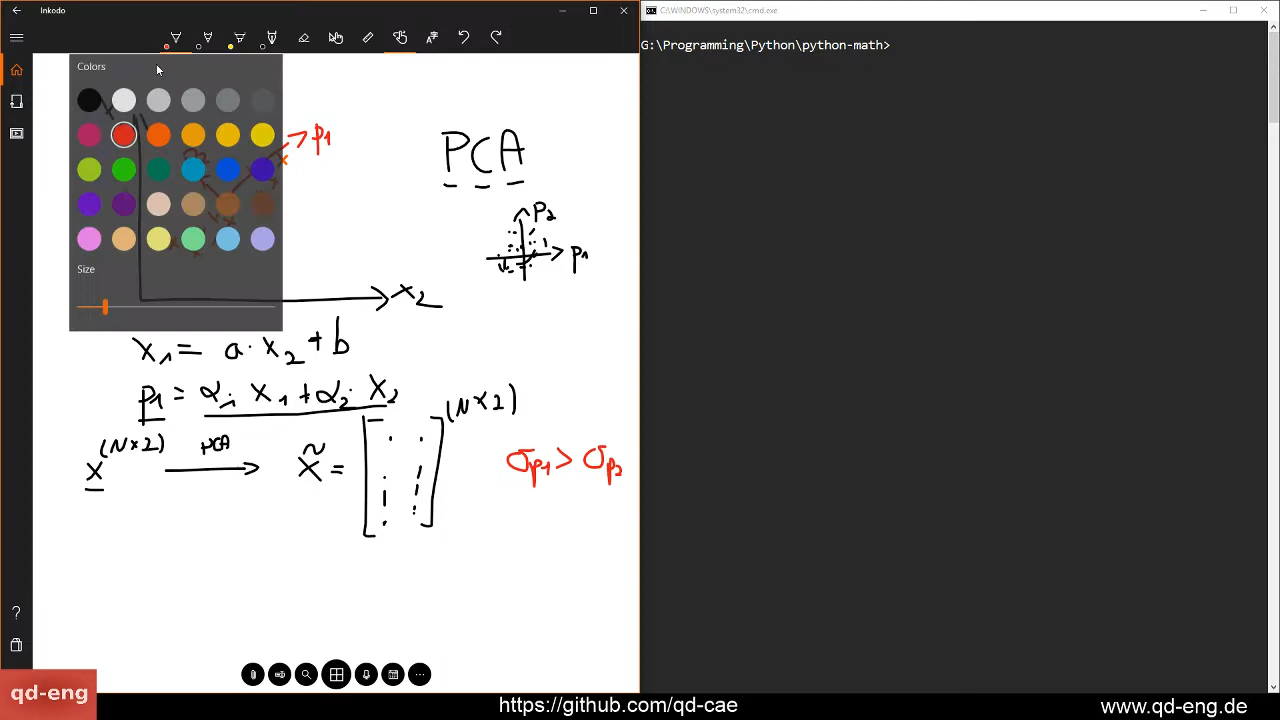 Inkodo
C:\WINDOWS\system32\cmd.exe
G:\Programming\Python\python-math>
Colors
p1
PCA
p2
p1
Size
x2
x1 = a · x2 + b
p1 = α1 · x1 + α2 · x2
x (N×2) PCA x̃ = (N×2)
σp1 > σp2
?
qd-eng
https://github.com/qd-cae
www.qd-eng.de